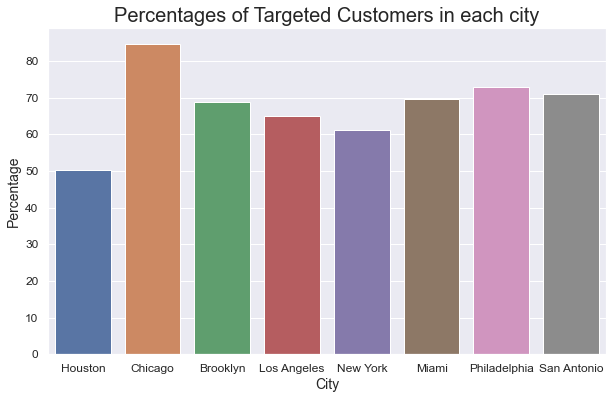 Percentages of Targeted Customers in each city
Percentage
80
70
60
50
40
30
20
10
0
Houston Chicago Brooklyn Los Angeles New York Miami Philadelphia San Antonio
City